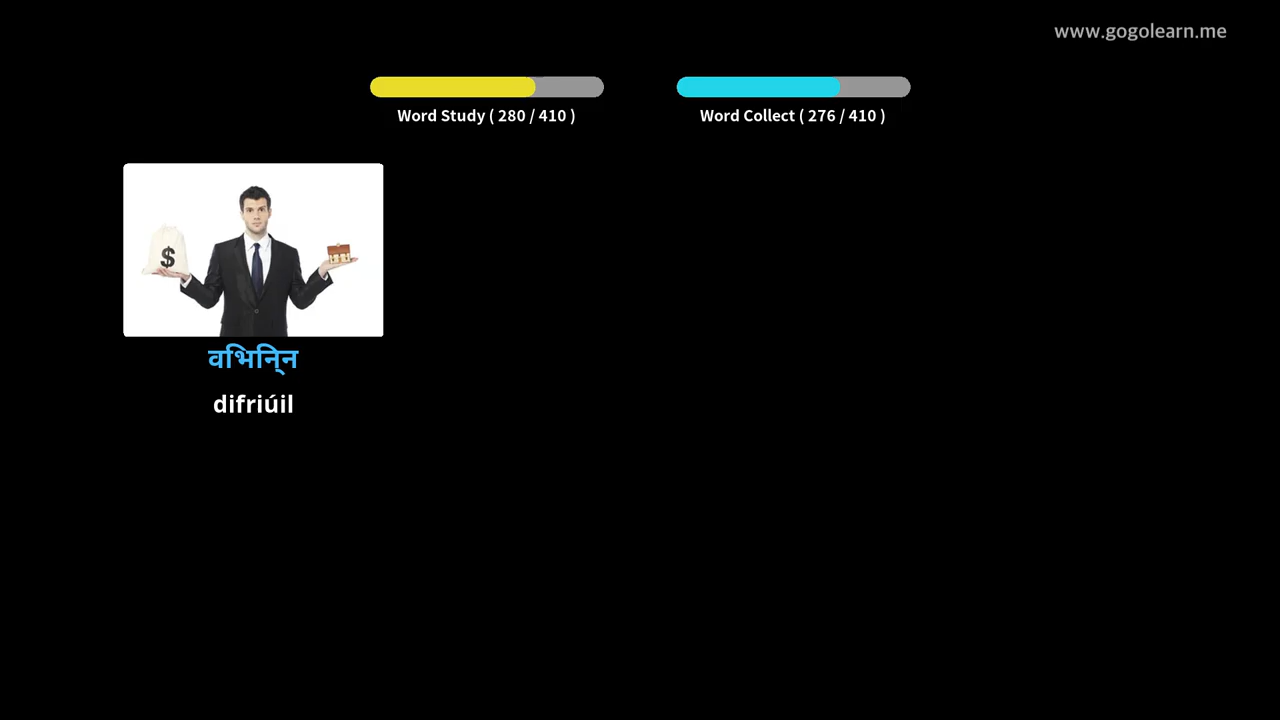 www.gogolearn.me
Word Study ( 280 / 410 )
Word Collect ( 276 / 410 )
वभिनि्न
difriúil
$